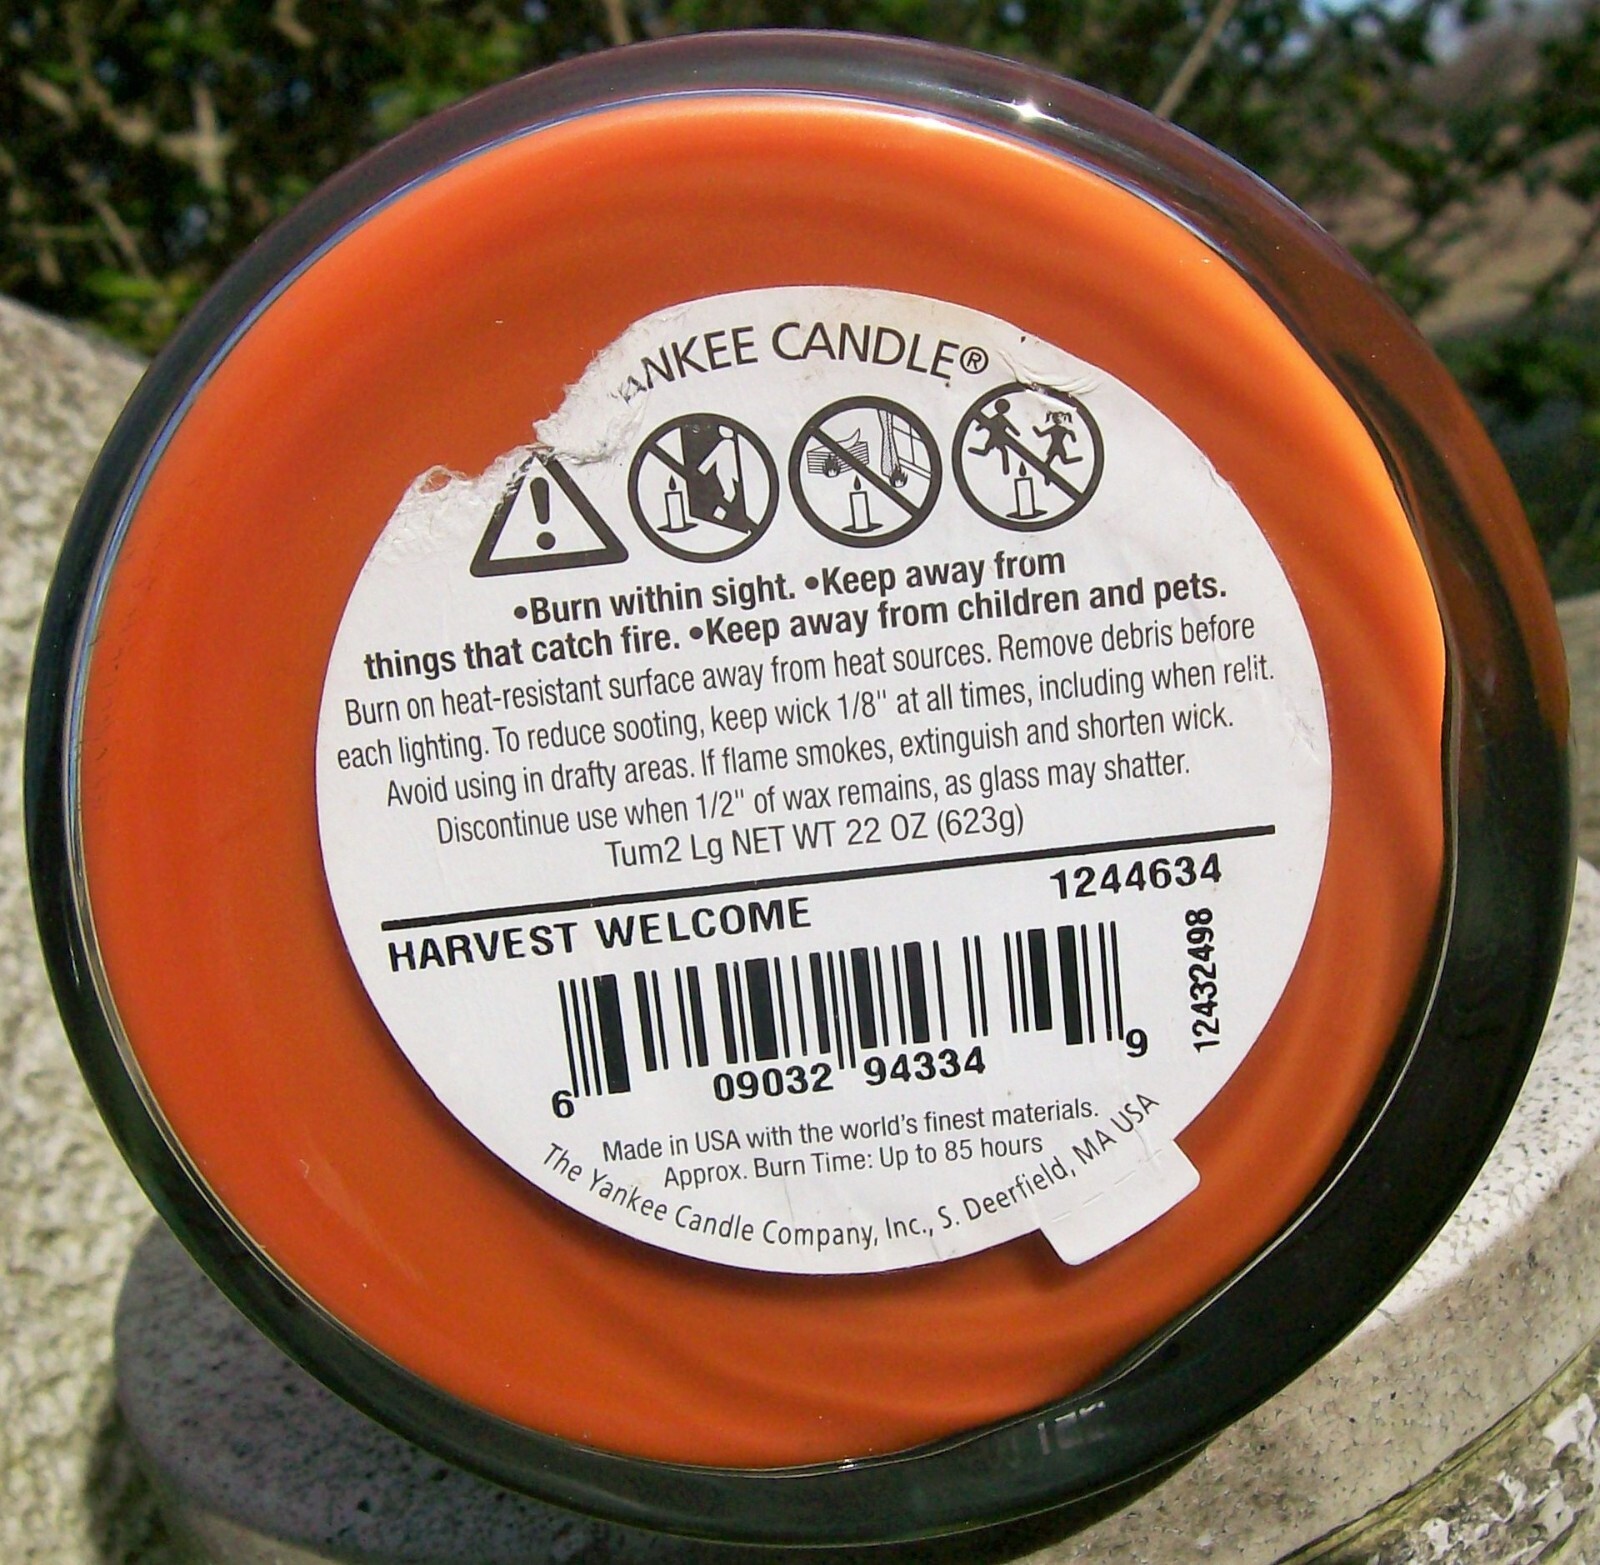 ANKEE CANDLE®
•Burn within sight. •Keep away from
things that catch fire. •Keep away from children and pets.
Burn on heat-resistant surface away from heat sources. Remove debris before
each lighting. To reduce sooting, keep wick 1/8" at all times, including when relit.
Avoid using in drafty areas. If flame smokes, extinguish and shorten wick.
Discontinue use when 1/2" of wax remains, as glass may shatter.
Tum2 Lg NET WT 22 OZ (623g)
HARVEST WELCOME 1244634
12432498
6 09032 94334 9
Made in USA with the world's finest materials.
Approx. Burn Time: Up to 85 hours
The Yankee Candle Company, Inc., S. Deerfield, MA USA